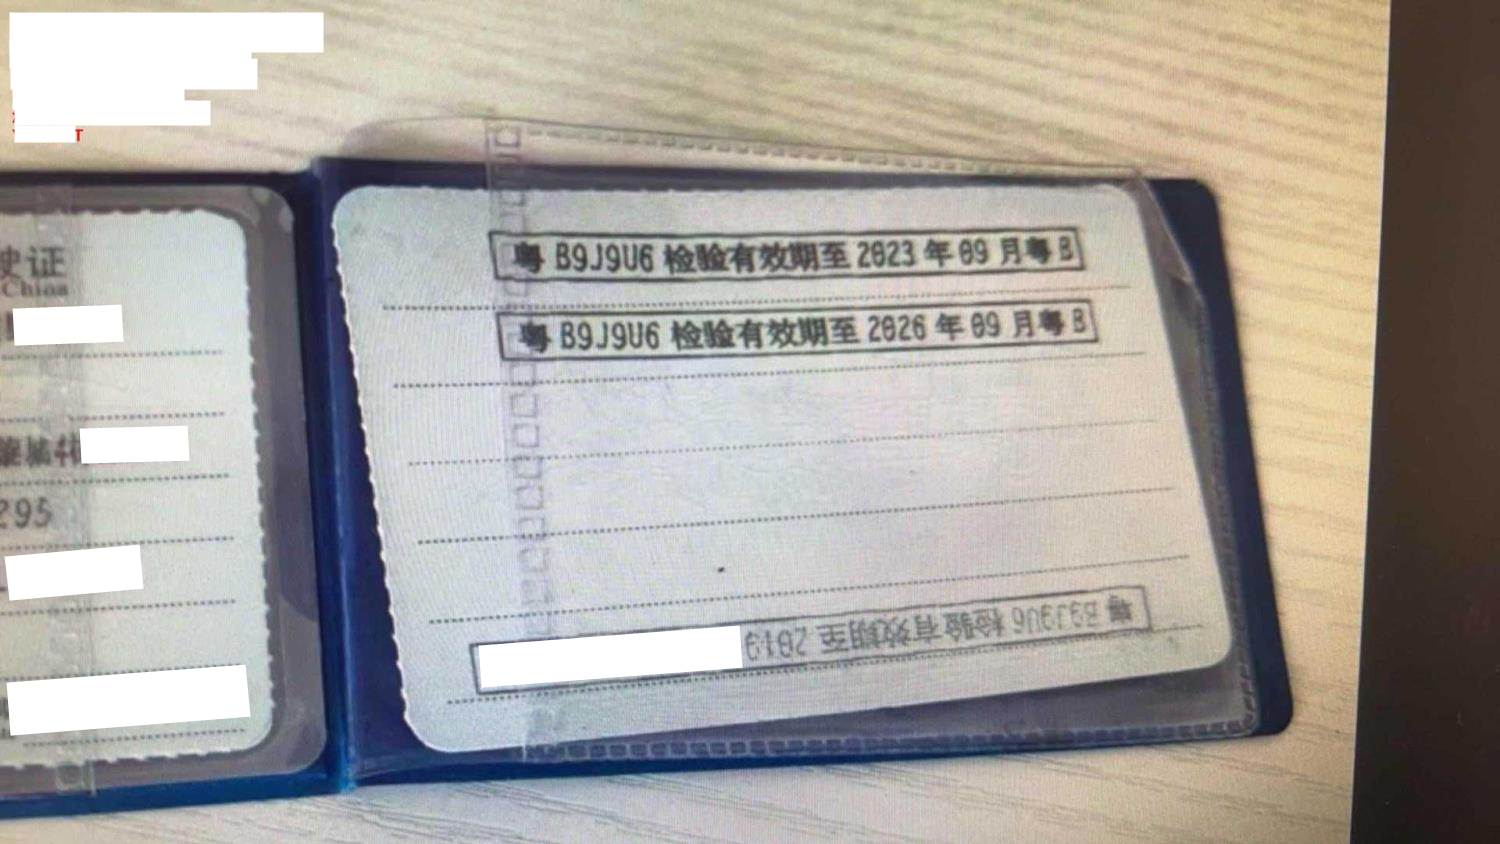 T
驶证
China
295
粤 B9J9U6 检验有效期至 2023 年 09 月粤 B
粤 B9J9U6 检验有效期至 2026 年 09 月粤 B
粤 B9J9U6 检验有效期至 2019